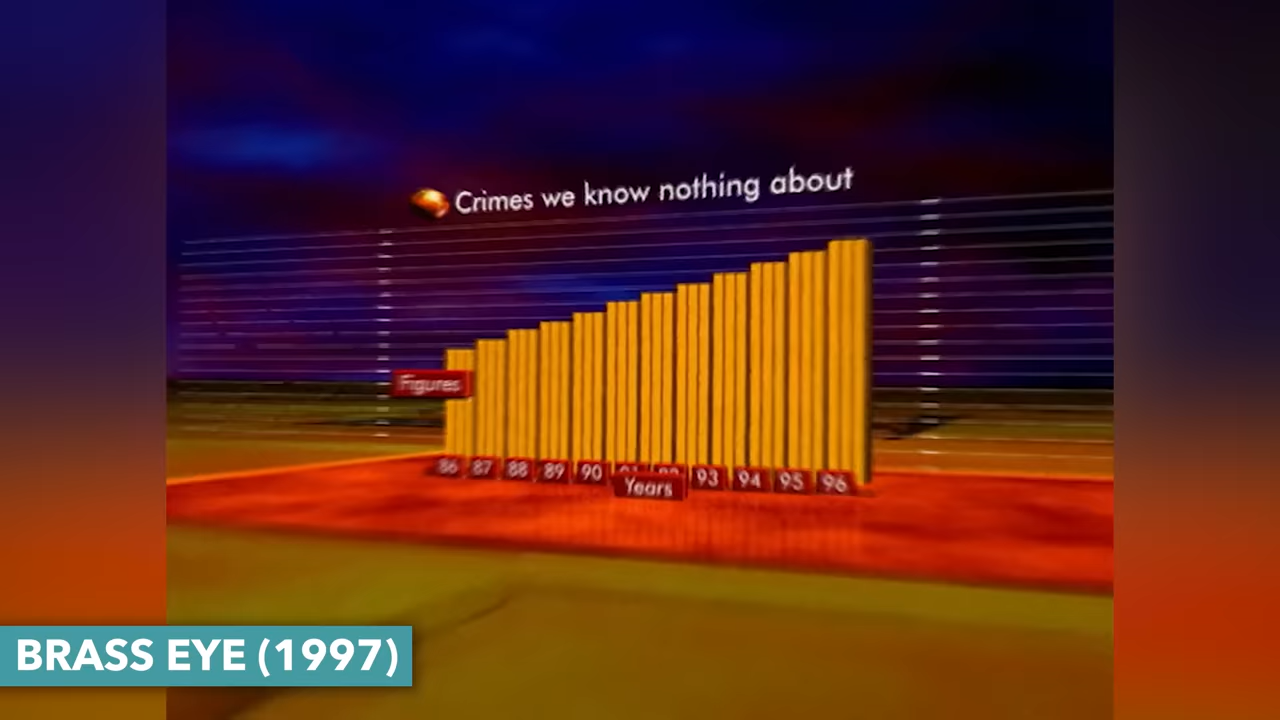 Crimes we know nothing about
Figures
86 87 88 89 90 93 94 95 96
Years
BRASS EYE (1997)